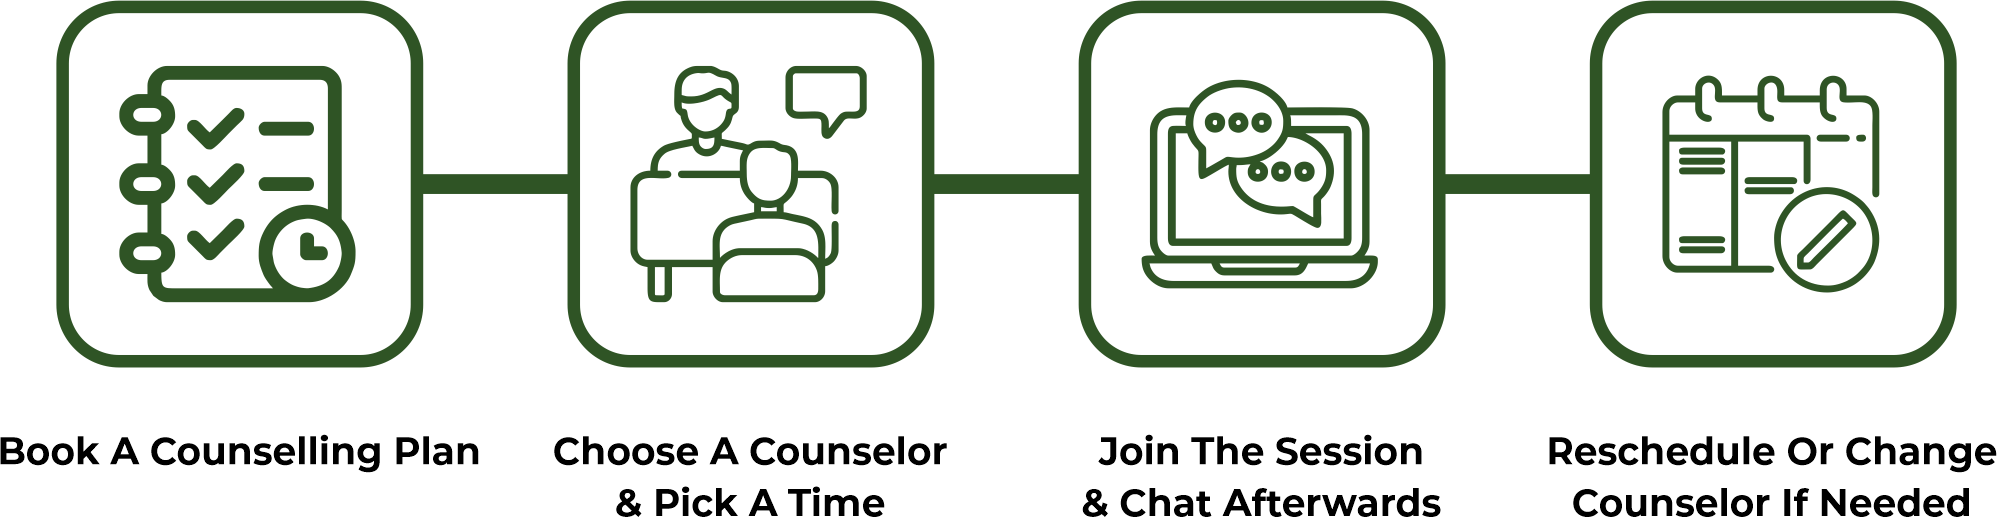 Book A Counselling Plan
Choose A Counselor
& Pick A Time
Join The Session
& Chat Afterwards
Reschedule Or Change
Counselor If Needed